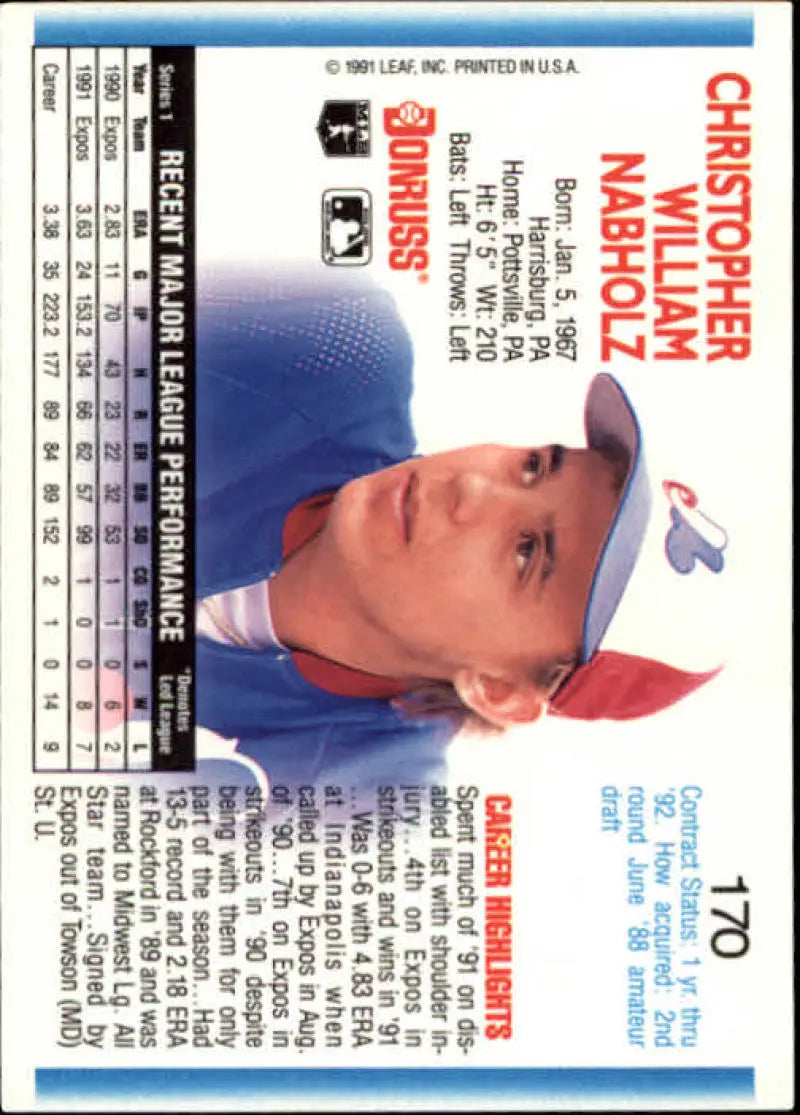 CHRISTOPHER
WILLIAM
NABHOLZ
Born: Jan. 5, 1967
Harrisburg, PA
Home: Pottsville, PA
Ht: 6'5" Wt: 210
Bats: Left Throws: Left
DONRUSS®
MLB
© 1991 LEAF, INC. PRINTED IN U.S.A.
170
Contract Status: 1 yr. thru
'92. How acquired: 2nd
round June '88 amateur
draft
CAREER HIGHLIGHTS
Spent much of '91 on dis-
abled list with shoulder in-
jury...4th on Expos in
strikeouts and wins in '91
...Was 0-6 with 4.83 ERA
at Indianapolis when
called up by Expos in Aug.
of '90...7th on Expos in
strikeouts in '90 despite
being with them for only
part of the season...Had
13-5 record and 2.18 ERA
at Rockford in '89 and was
named to Midwest Lg. All
Star team...Signed by
Expos out of Towson (MD)
St. U.
Series 1 RECENT MAJOR LEAGUE PERFORMANCE *Denotes
Led League
Year Team ERA G IP H R ER BB SO CG ShO S W L
1990 Expos 2.83 11 70 43 23 22 32 53 1 1 0 6 2
1991 Expos 3.63 24 153.2 134 66 62 57 99 1 0 0 8 7
Career 3.38 35 223.2 177 89 84 89 152 2 1 0 14 9